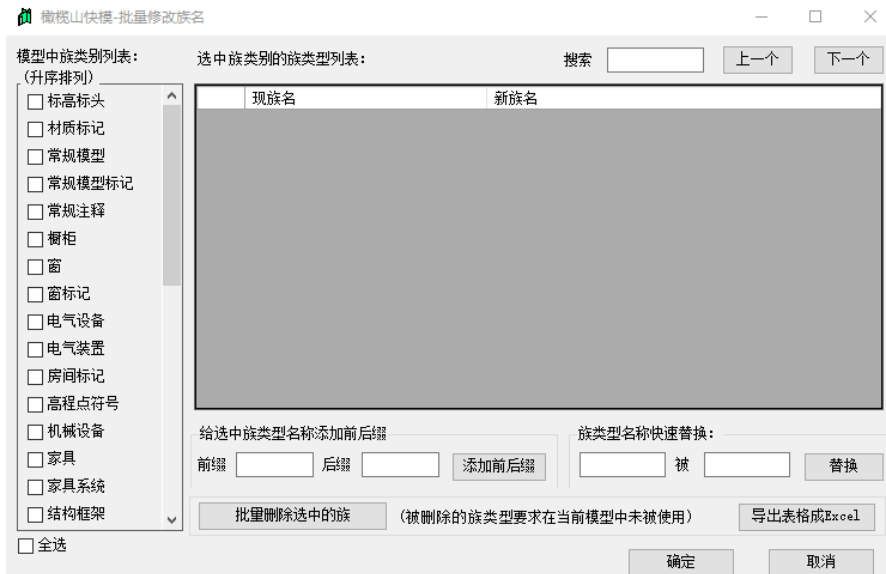 橄榄山快模-批量修改族名
模型中族类别列表：
（升序排列）
选中族类别的族类型列表：
搜索
上一个
下一个
现族名
新族名
标高标头
材质标记
常规模型
常规模型标记
常规注释
橱柜
窗
窗标记
电气设备
电气装置
房间标记
高程点符号
机械设备
家具
家具系统
结构框架
全选
给选中族类型名称添加前后缀
前缀
后缀
添加前后缀
族类型名称快速替换：
被
替换
批量删除选中的族
（被删除的族类型要求在当前模型中未被使用）
导出表格成Excel
确定
取消